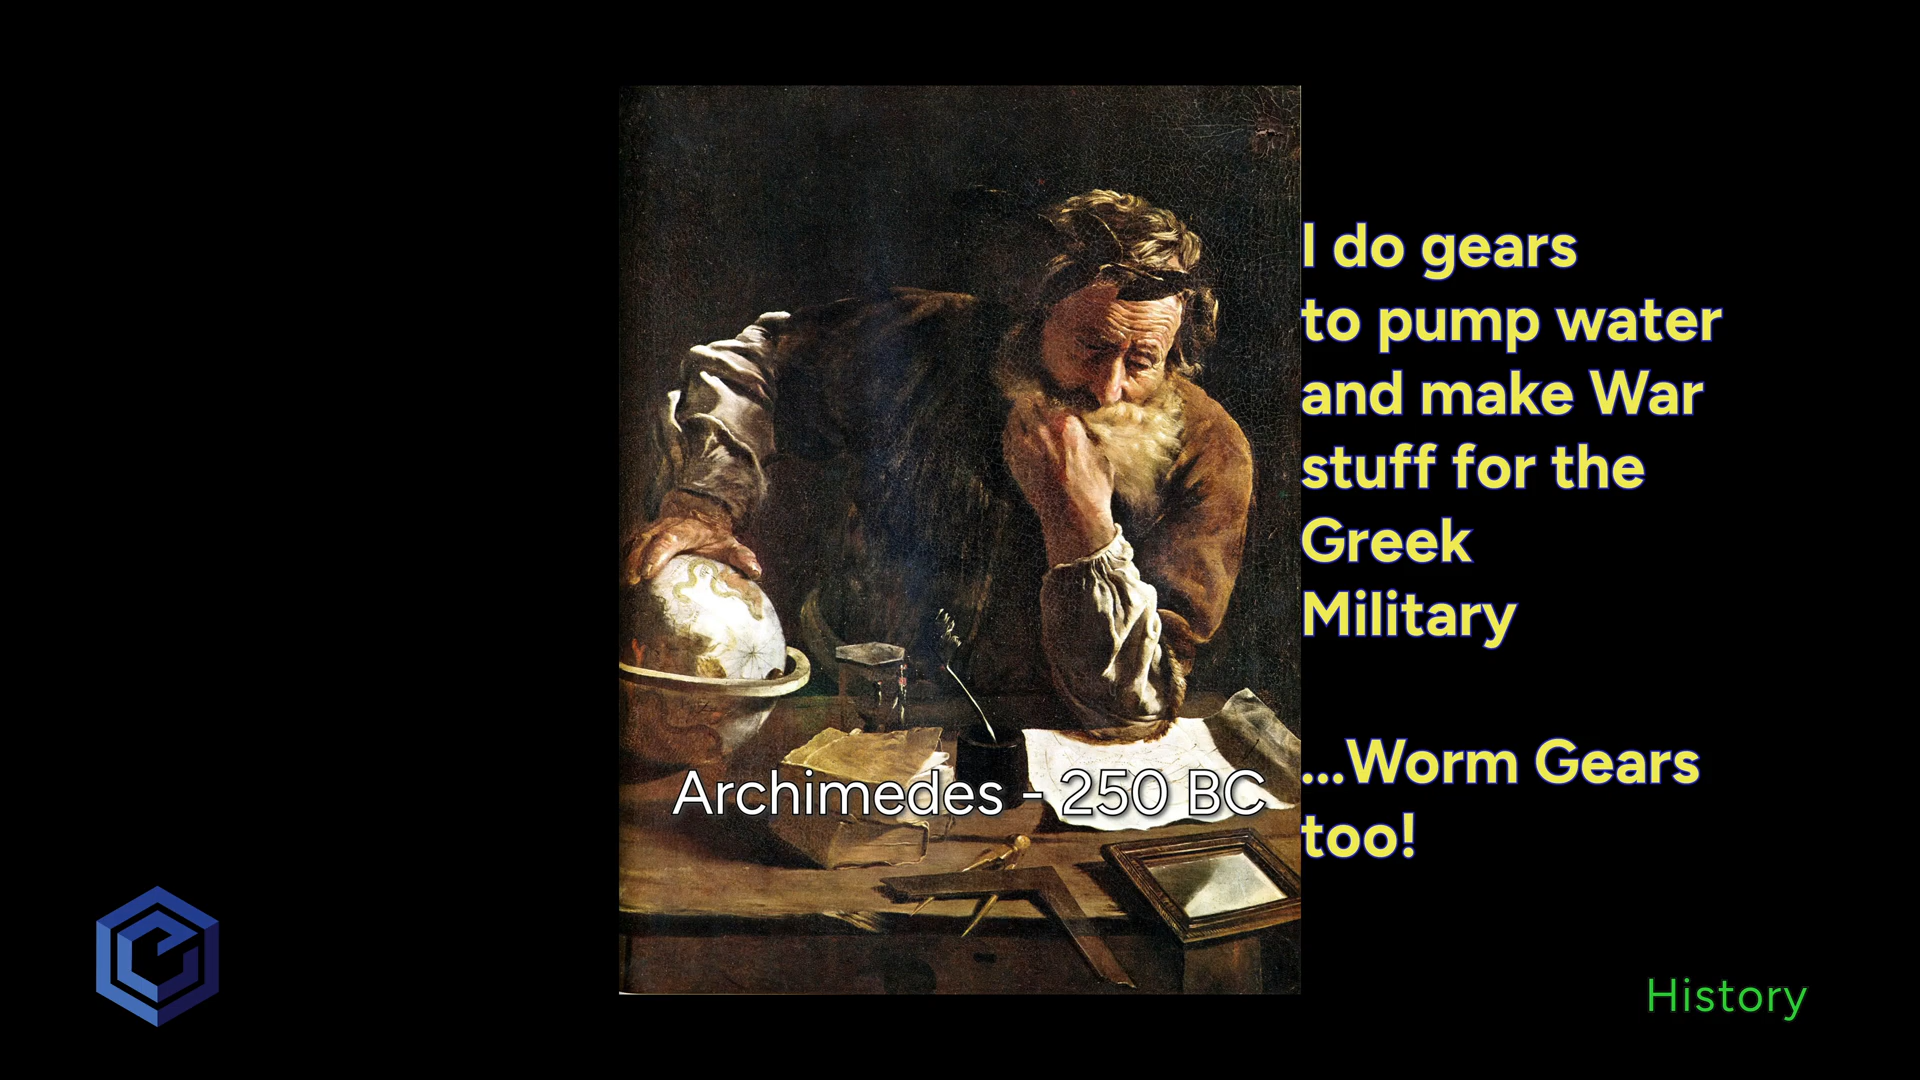 I do gears
to pump water
and make War
stuff for the
Greek
Military
...Worm Gears
too!
Archimedes - 250 BC
History